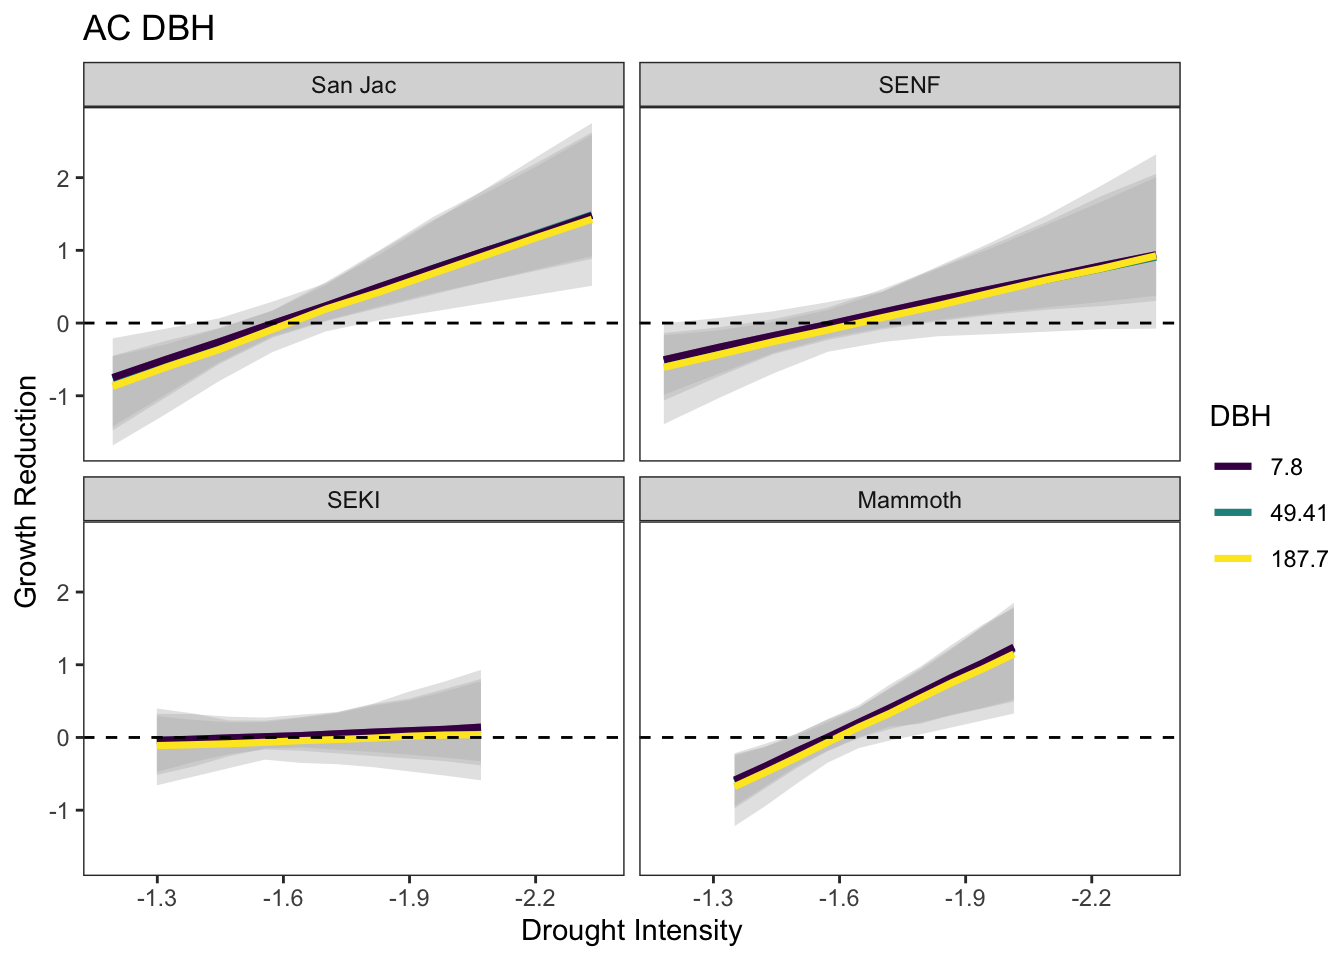 AC DBH
San Jac
SENF
2
1
0
-1
SEKI
Mammoth
2
1
0
-1
-1.3
-1.6
-1.9
-2.2
-1.3
-1.6
-1.9
-2.2
Drought Intensity
Growth Reduction
DBH
7.8
49.41
187.7